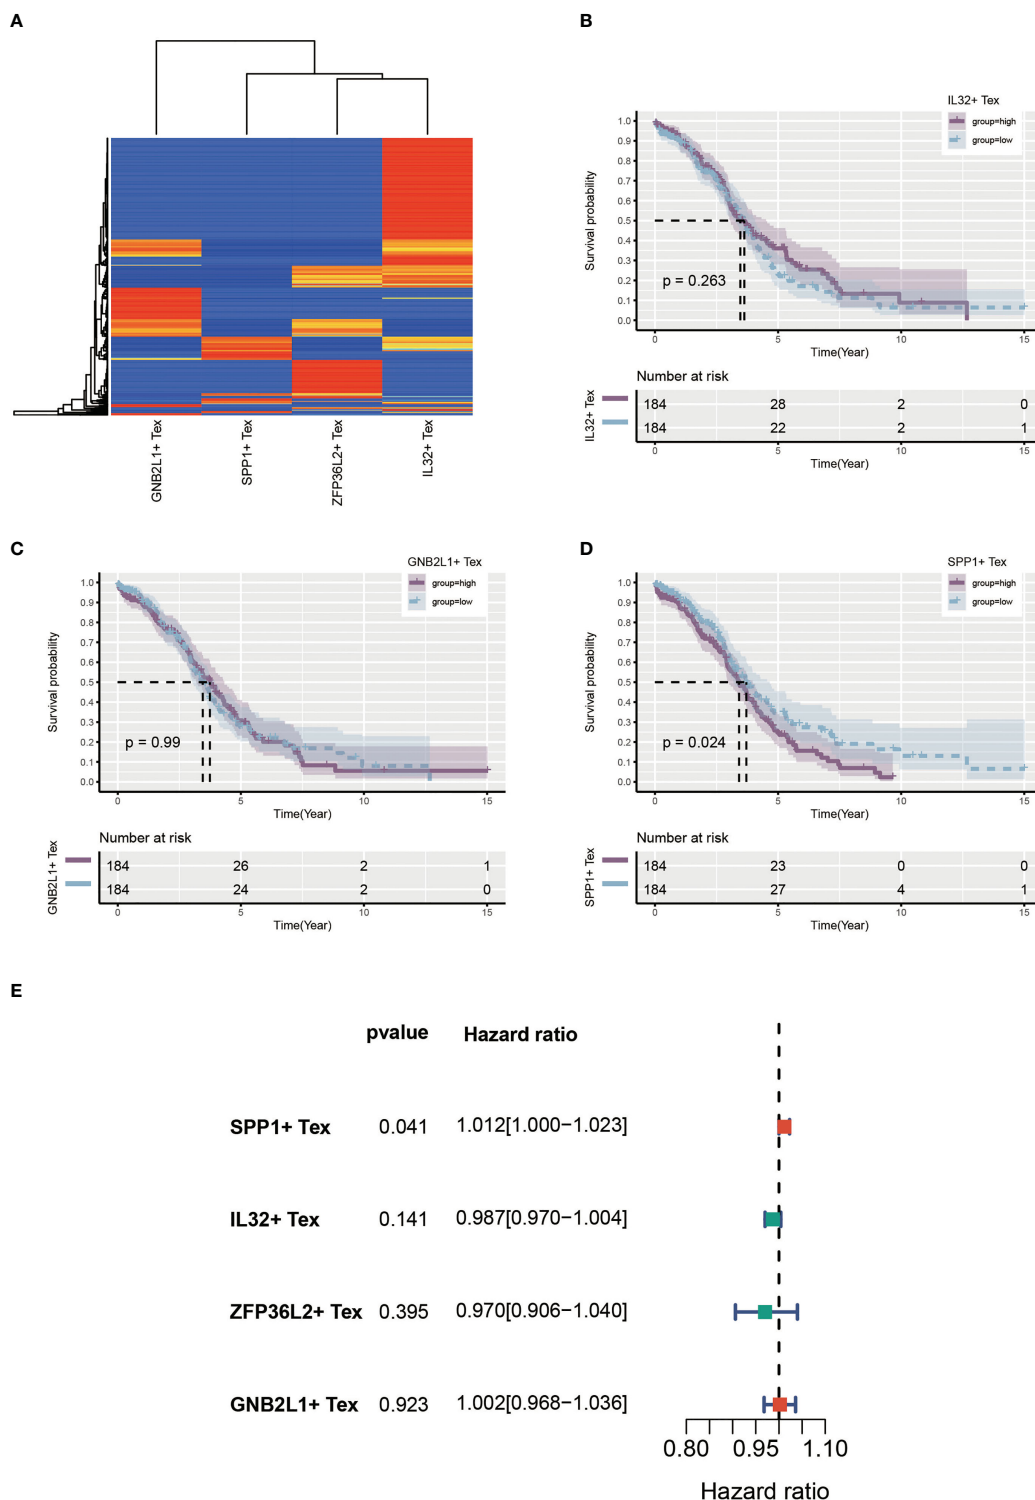 A
GNB2L1+ Tex
SPP1+ Tex
ZFP36L2+ Tex
IL32+ Tex
B
IL32+ Tex
group=high
group=low
Survival probability
1.0
0.9
0.8
0.7
0.6
0.5
0.4
0.3
0.2
0.1
0.0
p = 0.263
0 5 10 15
Time(Year)
Number at risk
IL32+ Tex
184 28 2 0
184 22 2 1
0 5 10 15
Time(Year)
C
GNB2L1+ Tex
group=high
group=low
Survival probability
1.0
0.9
0.8
0.7
0.6
0.5
0.4
0.3
0.2
0.1
0.0
p = 0.99
0 5 10 15
Time(Year)
Number at risk
GNB2L1+ Tex
184 26 2 1
184 24 2 0
0 5 10 15
Time(Year)
D
SPP1+ Tex
group=high
group=low
Survival probability
1.0
0.9
0.8
0.7
0.6
0.5
0.4
0.3
0.2
0.1
0.0
p = 0.024
0 5 10 15
Time(Year)
Number at risk
SPP1+ Tex
184 23 0 0
184 27 4 1
0 5 10 15
Time(Year)
E
pvalue Hazard ratio
SPP1+ Tex 0.041 1.012[1.000−1.023]
IL32+ Tex 0.141 0.987[0.970−1.004]
ZFP36L2+ Tex 0.395 0.970[0.906−1.040]
GNB2L1+ Tex 0.923 1.002[0.968−1.036]
0.80 0.95 1.10
Hazard ratio